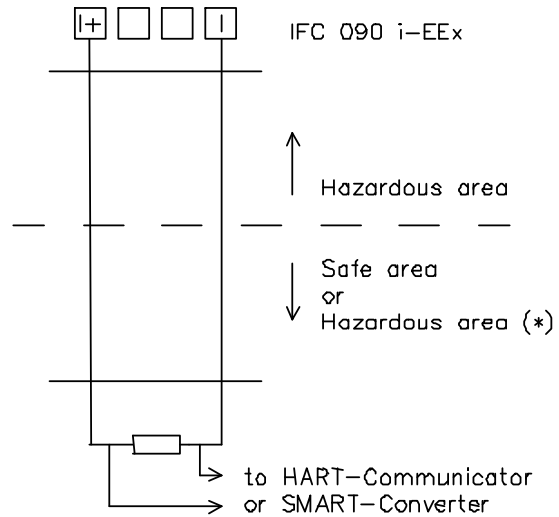 I+ I IFC 090 i-EEx
Hazardous area
Safe area
or
Hazardous area (*)
to HART-Communicator
or SMART-Converter